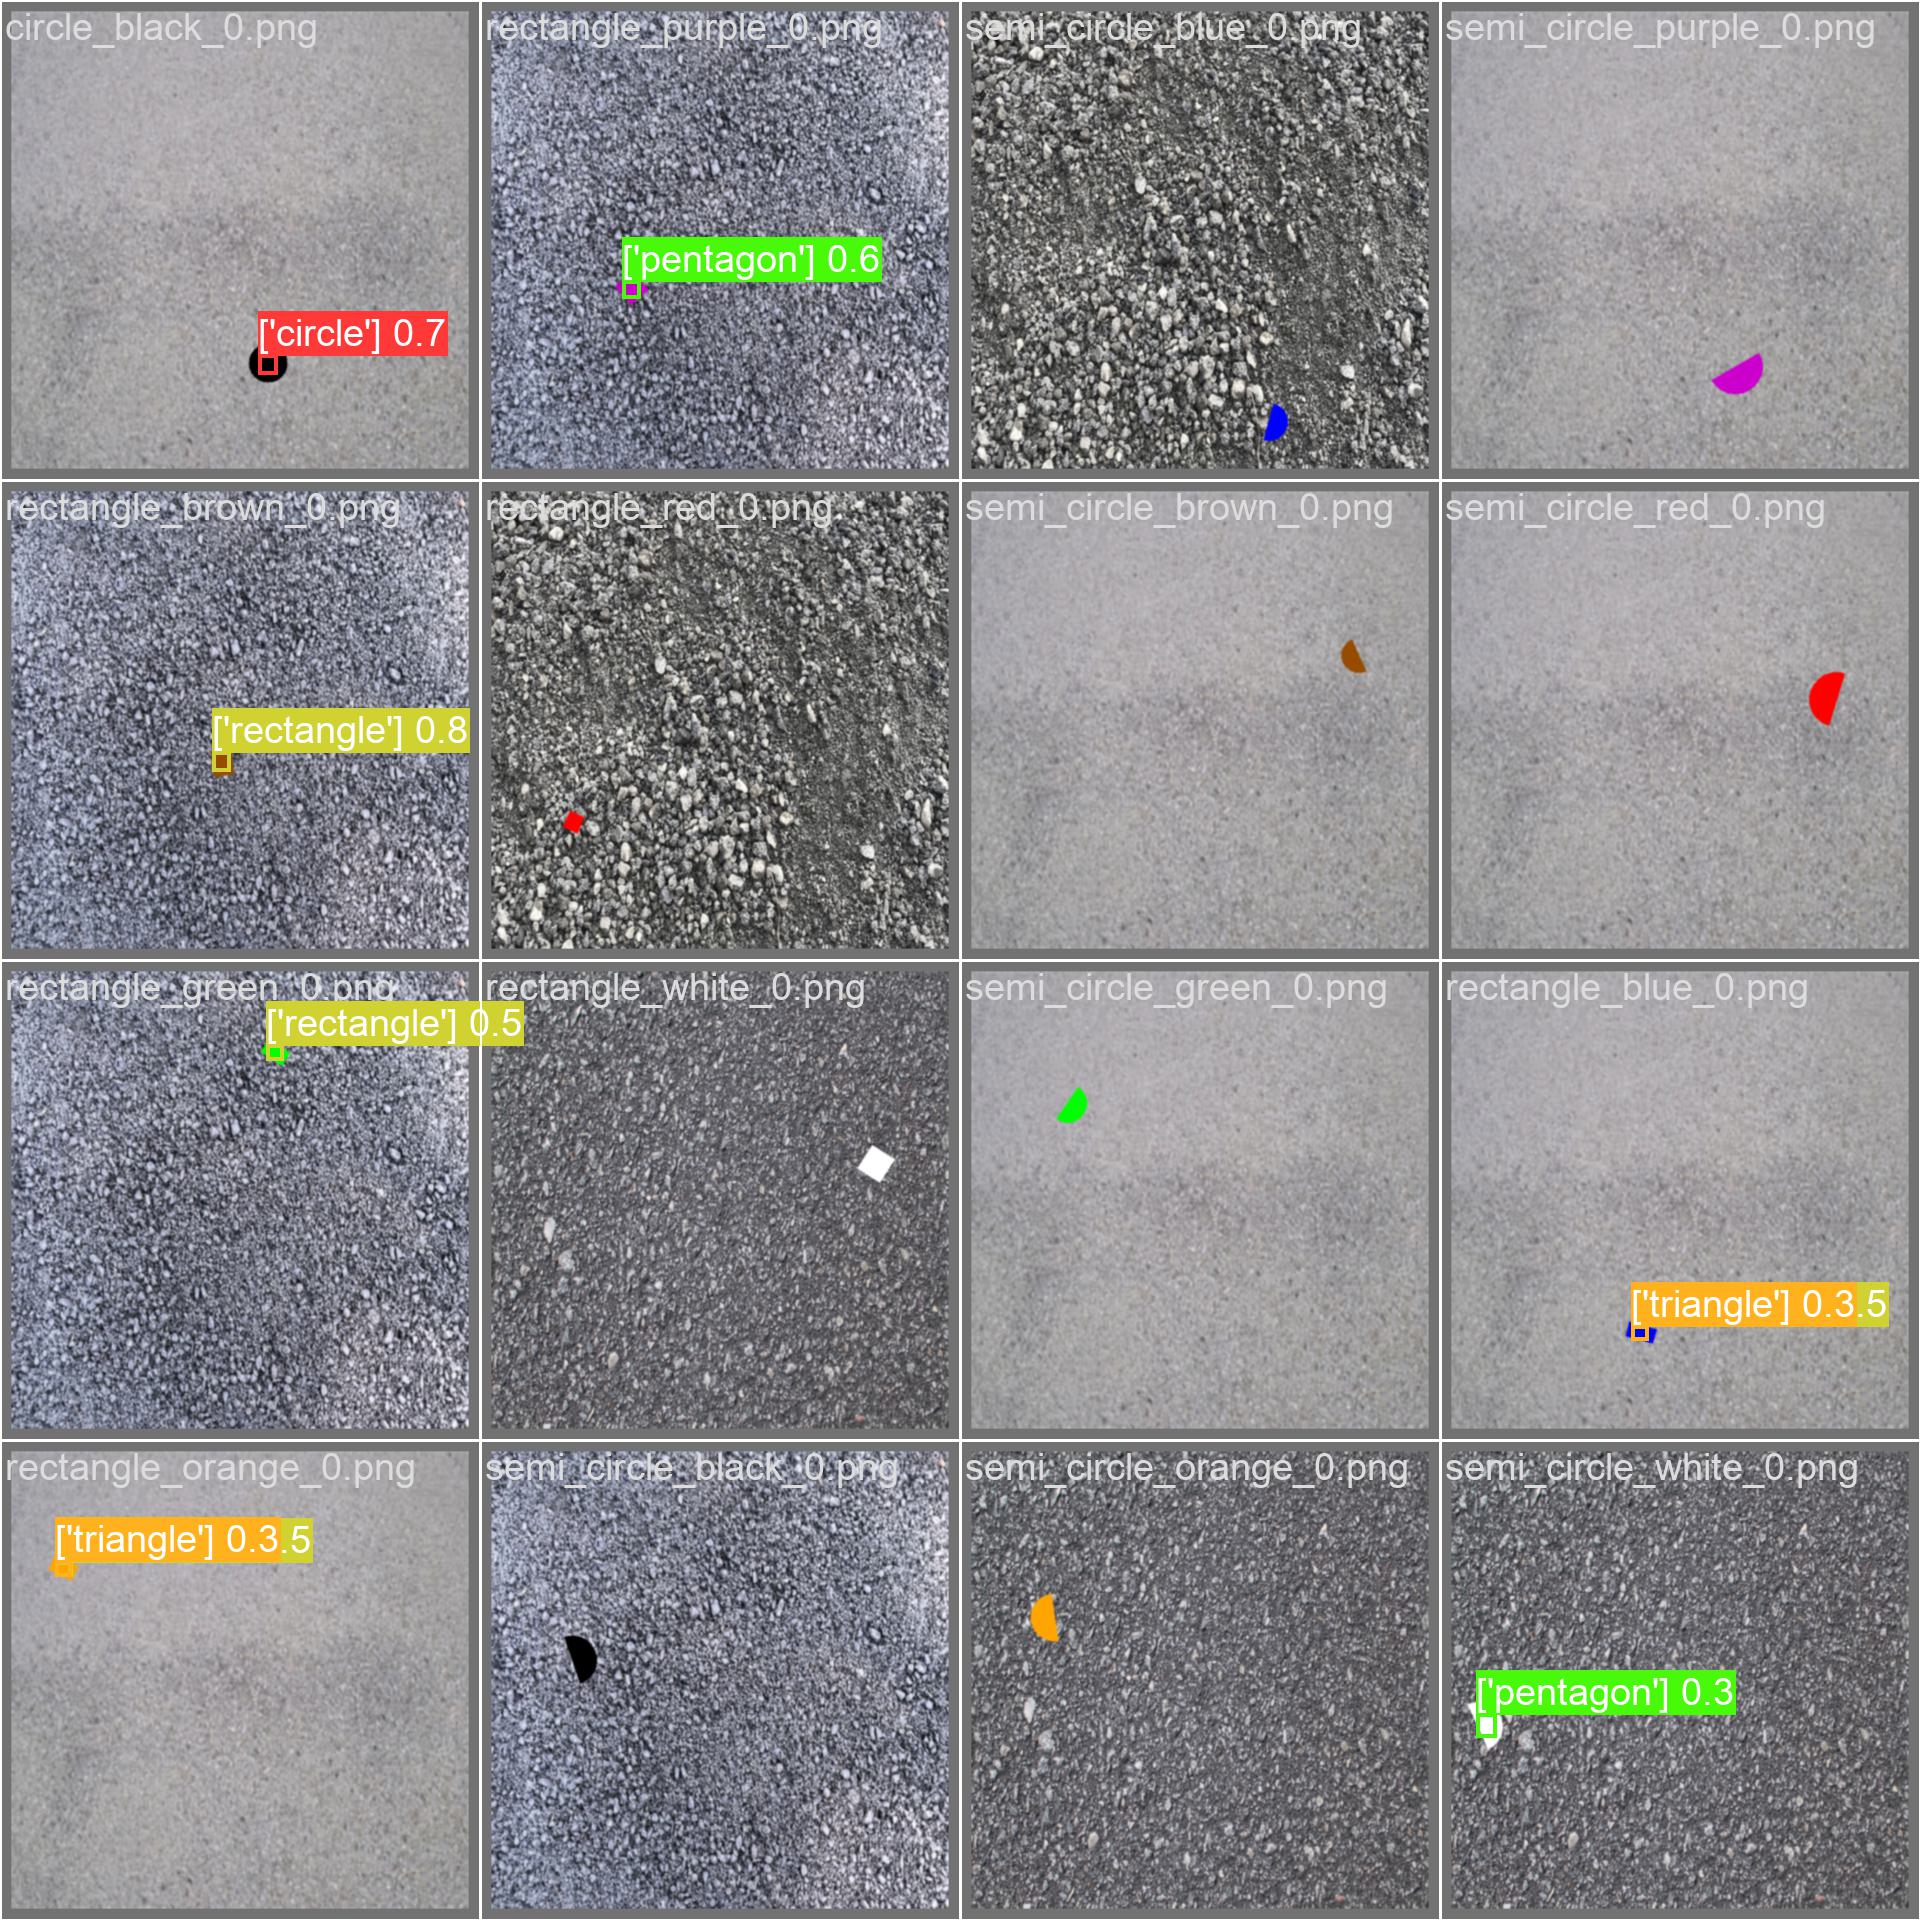 circle_black_0.png
rectangle_purple_0.png
semi_circle_blue_0.png
semi_circle_purple_0.png
['circle'] 0.7
['pentagon'] 0.6
rectangle_brown_0.png
rectangle_red_0.png
semi_circle_brown_0.png
semi_circle_red_0.png
['rectangle'] 0.8
rectangle_green_0.png
rectangle_white_0.png
semi_circle_green_0.png
rectangle_blue_0.png
['rectangle'] 0.5
['triangle'] 0.3.5
rectangle_orange_0.png
semi_circle_black_0.png
semi_circle_orange_0.png
semi_circle_white_0.png
['triangle'] 0.3.5
['pentagon'] 0.3